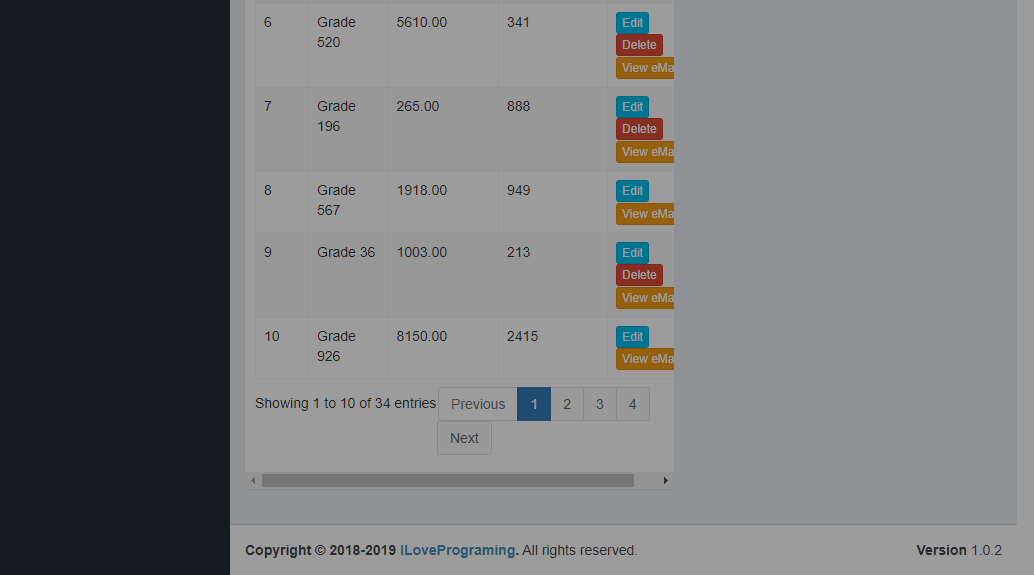 6 Grade 5610.00 341 Edit
520
Delete
View eMa
7 Grade 265.00 888 Edit
196
Delete
View eMa
8 Grade 1918.00 949 Edit
567
View eMa
9 Grade 36 1003.00 213 Edit
Delete
View eMa
10 Grade 8150.00 2415 Edit
926
View eMa
Showing 1 to 10 of 34 entries Previous 1 2 3 4
Next
Copyright © 2018-2019 ILovePrograming. All rights reserved. Version 1.0.2